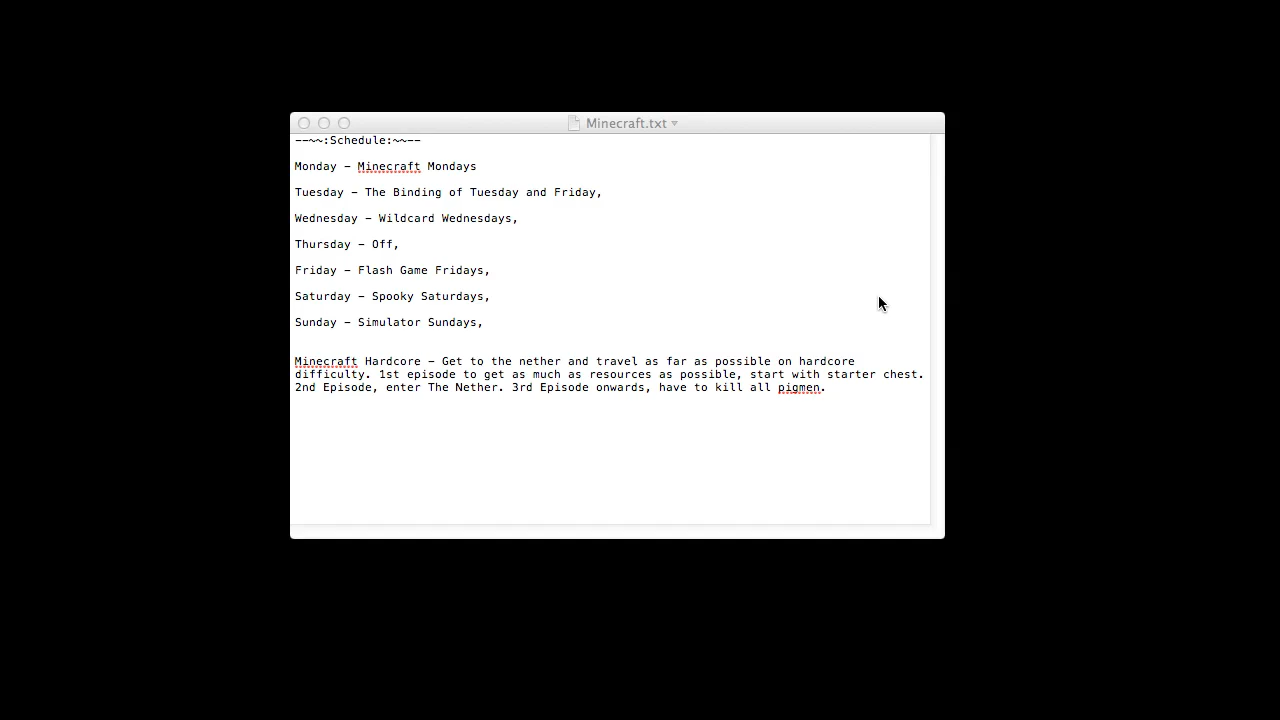 Minecraft.txt
--~~:Schedule:~~--
Monday - Minecraft Mondays
Tuesday - The Binding of Tuesday and Friday,
Wednesday - Wildcard Wednesdays,
Thursday - Off,
Friday - Flash Game Fridays,
Saturday - Spooky Saturdays,
Sunday - Simulator Sundays,
Minecraft Hardcore - Get to the nether and travel as far as possible on hardcore
difficulty. 1st episode to get as much as resources as possible, start with starter chest.
2nd Episode, enter The Nether. 3rd Episode onwards, have to kill all pigmen.